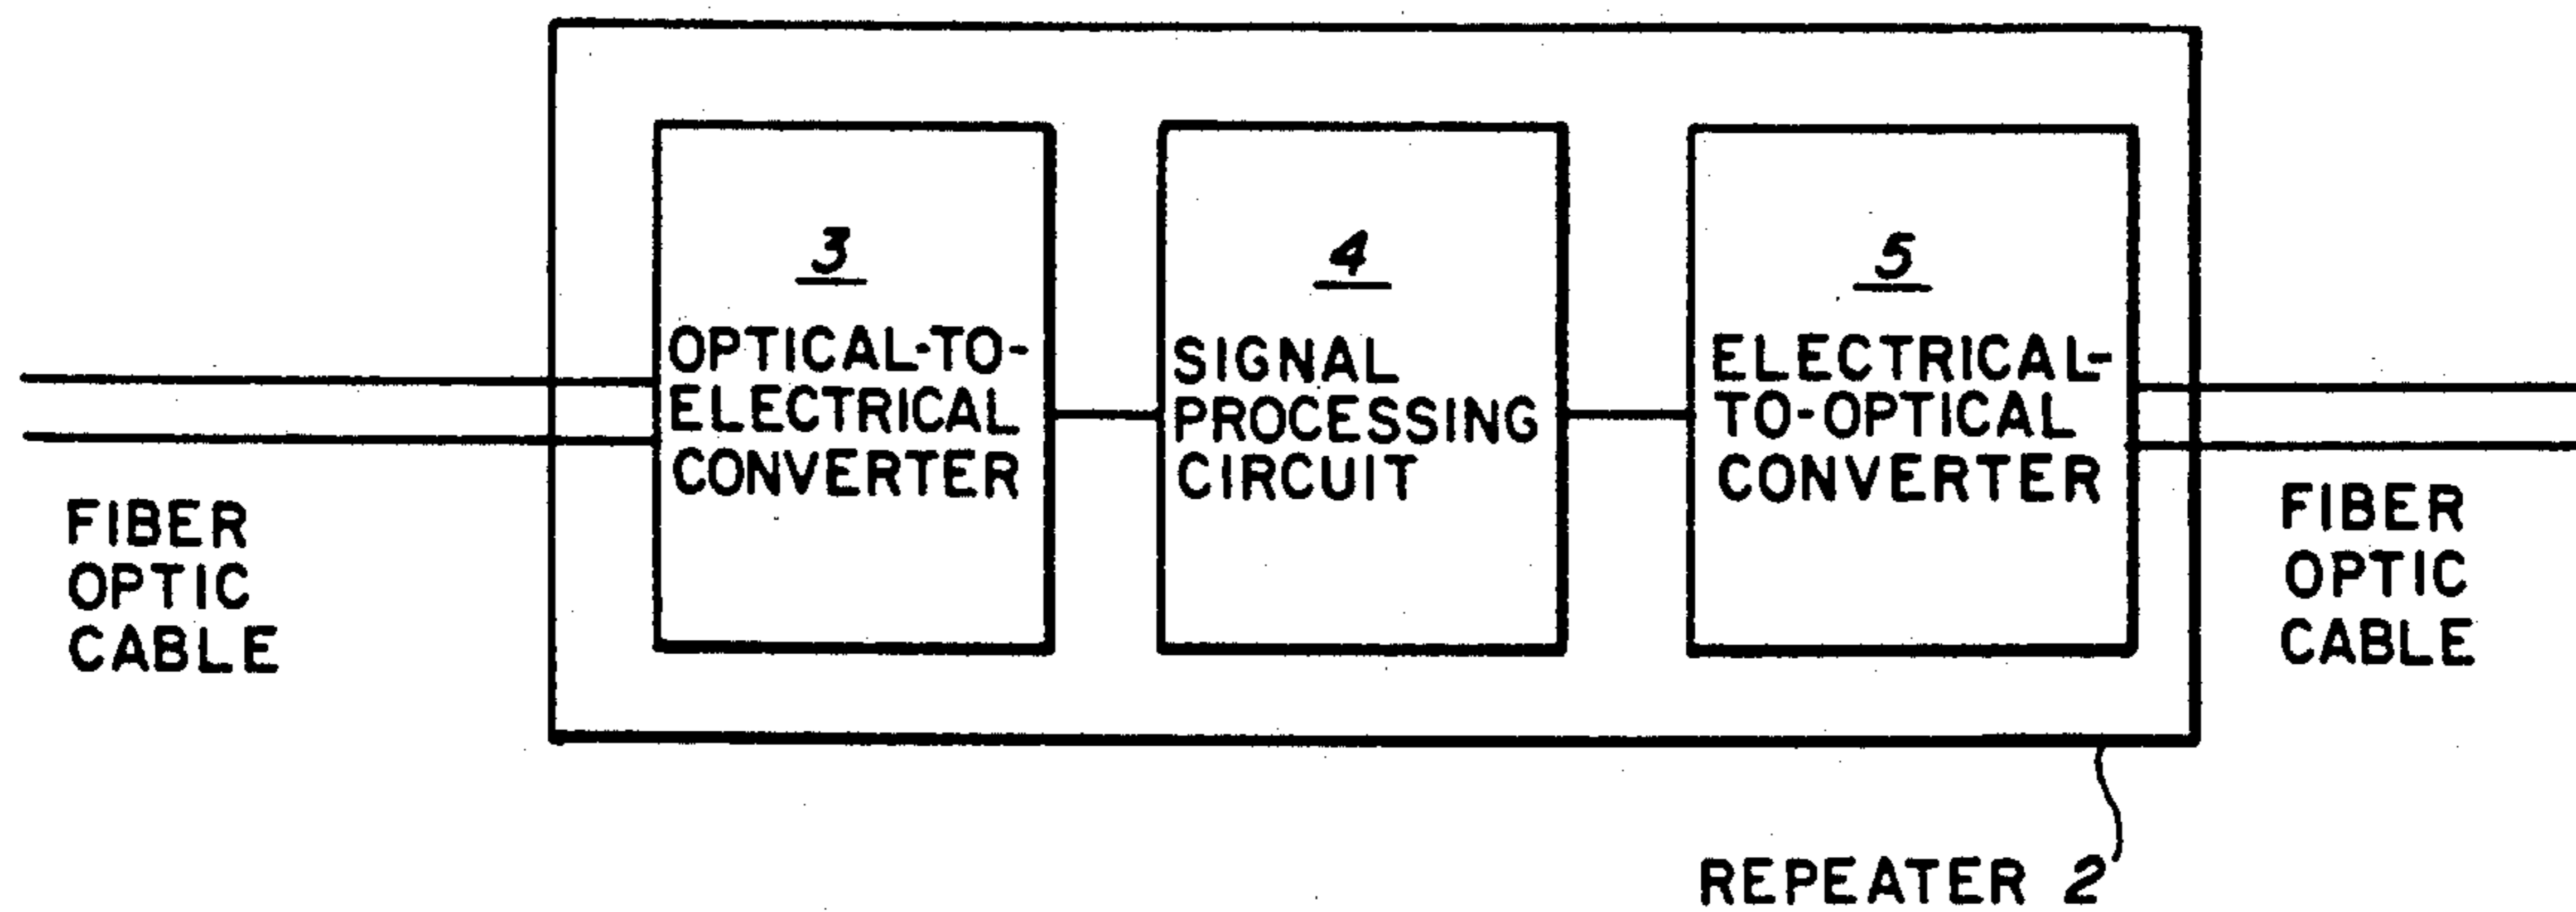 3
OPTICAL-TO-
ELECTRICAL
CONVERTER
4
SIGNAL
PROCESSING
CIRCUIT
5
ELECTRICAL-
TO-OPTICAL
CONVERTER
FIBER
OPTIC
CABLE
FIBER
OPTIC
CABLE
REPEATER 2